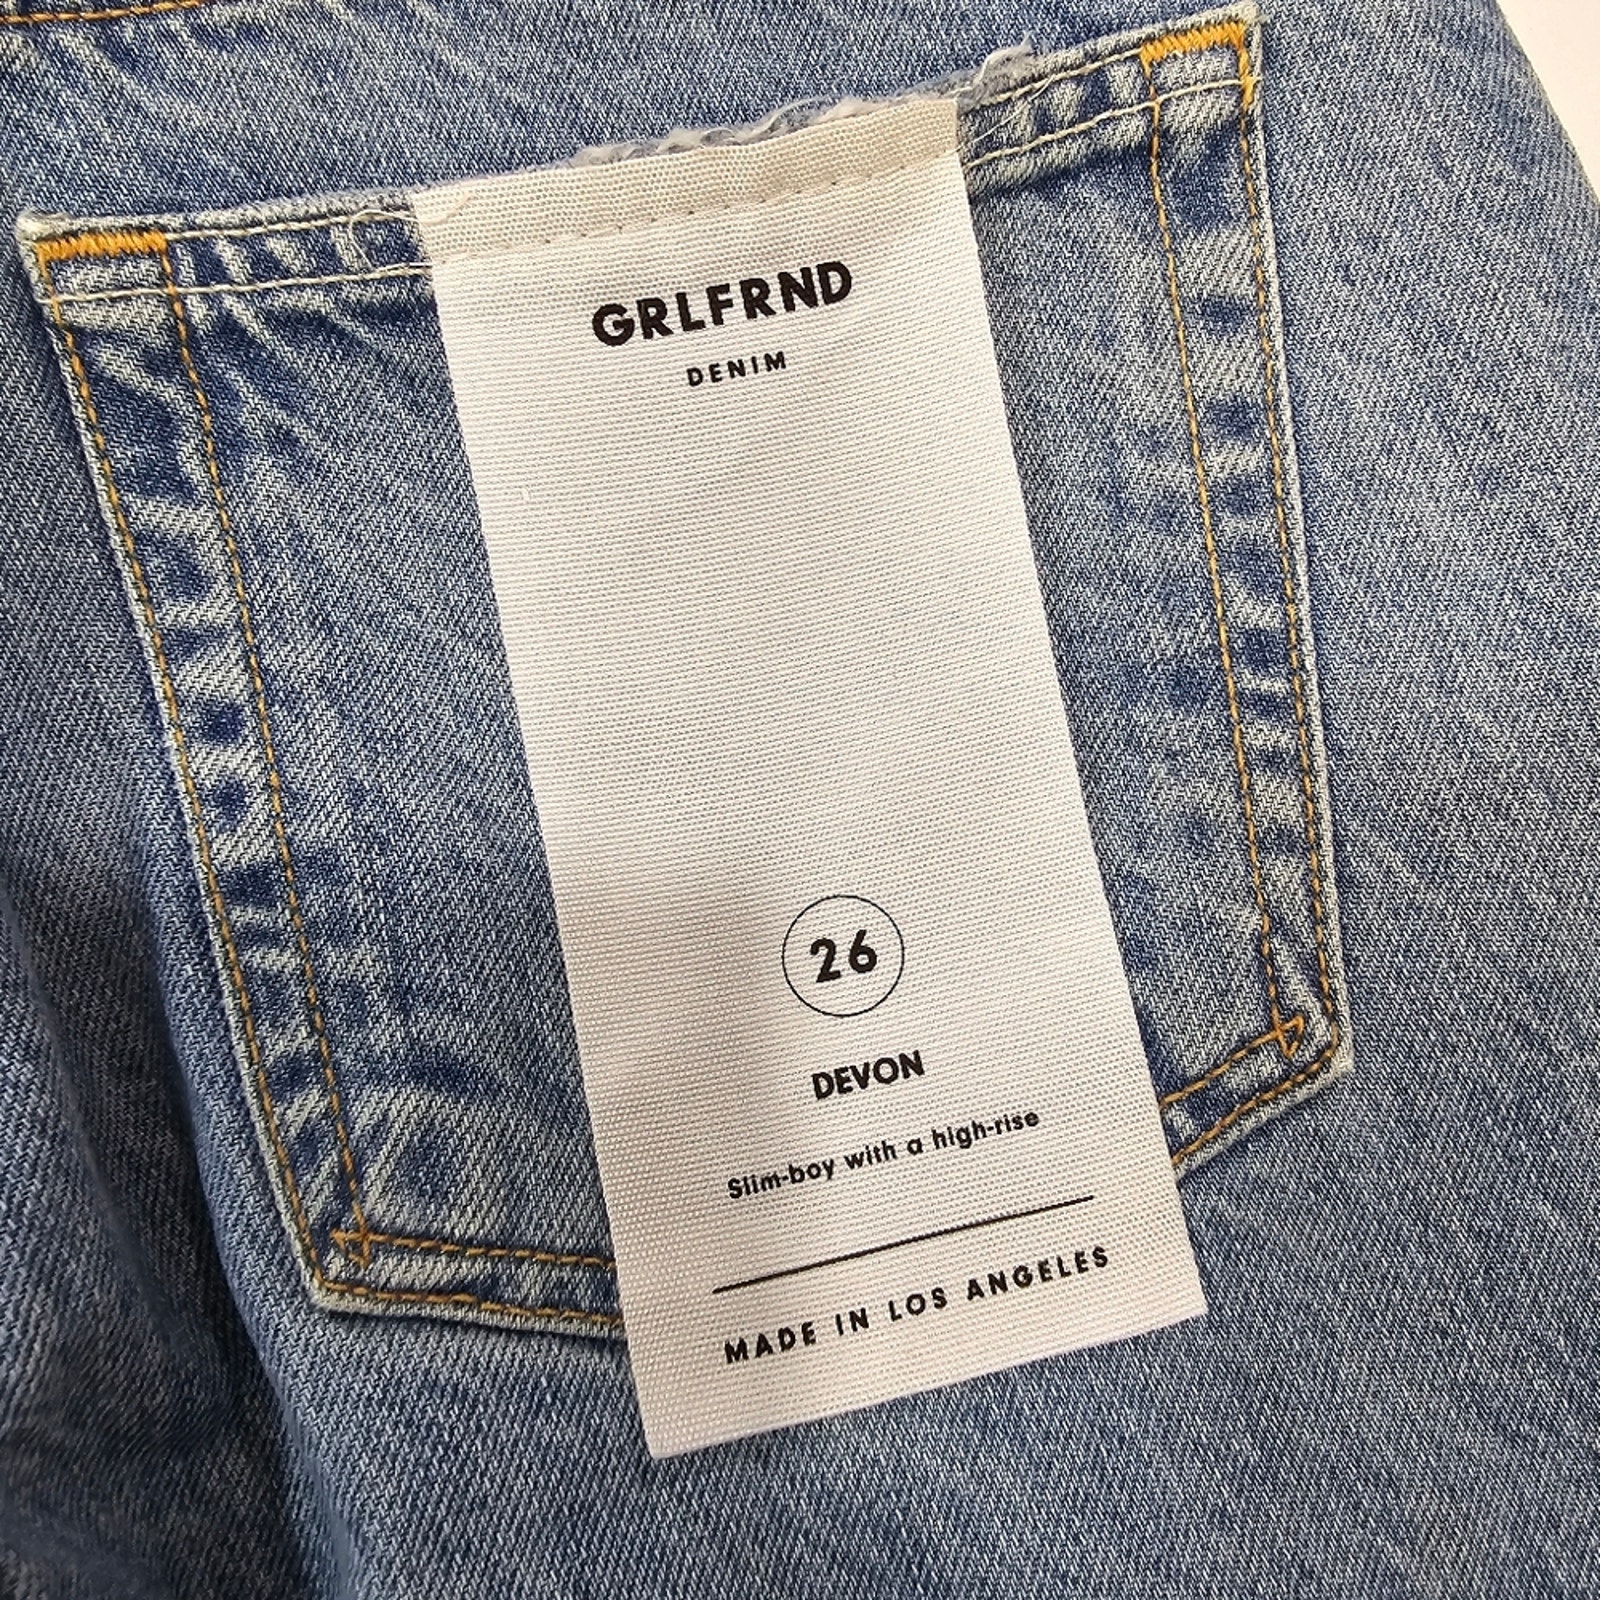 GRLFRND
DENIM
26
DEVON
Slim-boy with a high-rise
MADE IN LOS ANGELES